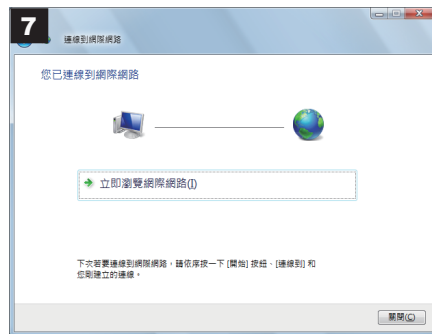 7
連線到網際網路
您已連線到網際網路
立即瀏覽網際網路(I)
下次若要連線到網際網路，請依序按一下 [開始] 按鈕、[連線到] 和
您剛建立的連線。
關閉(C)